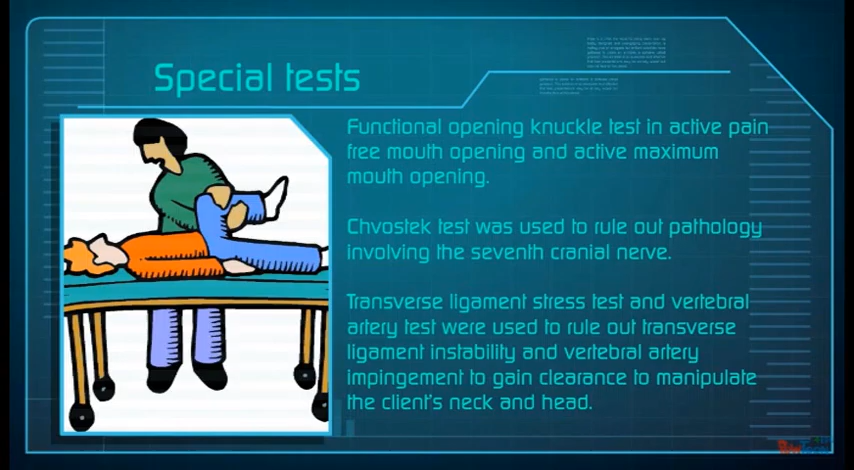 Special tests
Functional opening knuckle test in active pain
free mouth opening and active maximum
mouth opening.
Chvostek test was used to rule out pathology
involving the seventh cranial nerve.
Transverse ligament stress test and vertebral
artery test were used to rule out transverse
ligament instability and vertebral artery
impingement to gain clearance to manipulate
the client's neck and head.